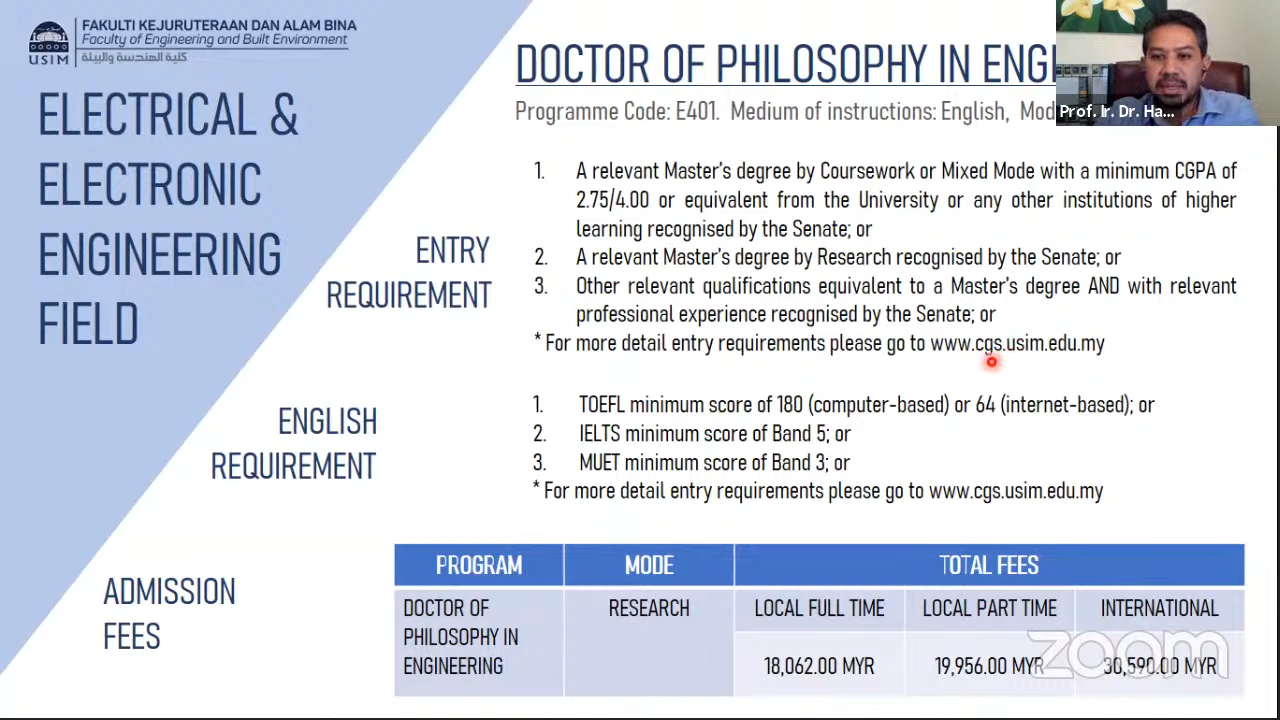 FAKULTI KEJURUTERAAN DAN ALAM BINA
Faculty of Engineering and Built Environment
كلية الهندسة والبيئة
USIM
ELECTRICAL &
ELECTRONIC
ENGINEERING
FIELD
DOCTOR OF PHILOSOPHY IN ENG
Programme Code: E401. Medium of instructions: English, Mod
Prof. Ir. Dr. Ha...
ENTRY
REQUIREMENT
1. A relevant Master's degree by Coursework or Mixed Mode with a minimum CGPA of
2.75/4.00 or equivalent from the University or any other institutions of higher
learning recognised by the Senate; or
2. A relevant Master's degree by Research recognised by the Senate; or
3. Other relevant qualifications equivalent to a Master's degree AND with relevant
professional experience recognised by the Senate; or
* For more detail entry requirements please go to www.cgs.usim.edu.my
ENGLISH
REQUIREMENT
1. TOEFL minimum score of 180 (computer-based) or 64 (internet-based); or
2. IELTS minimum score of Band 5; or
3. MUET minimum score of Band 3; or
* For more detail entry requirements please go to www.cgs.usim.edu.my
ADMISSION
FEES
PROGRAM MODE TOTAL FEES
DOCTOR OF RESEARCH LOCAL FULL TIME LOCAL PART TIME INTERNATIONAL
PHILOSOPHY IN
ENGINEERING 18,062.00 MYR 19,956.00 MYR 30,590.00 MYR
zoom